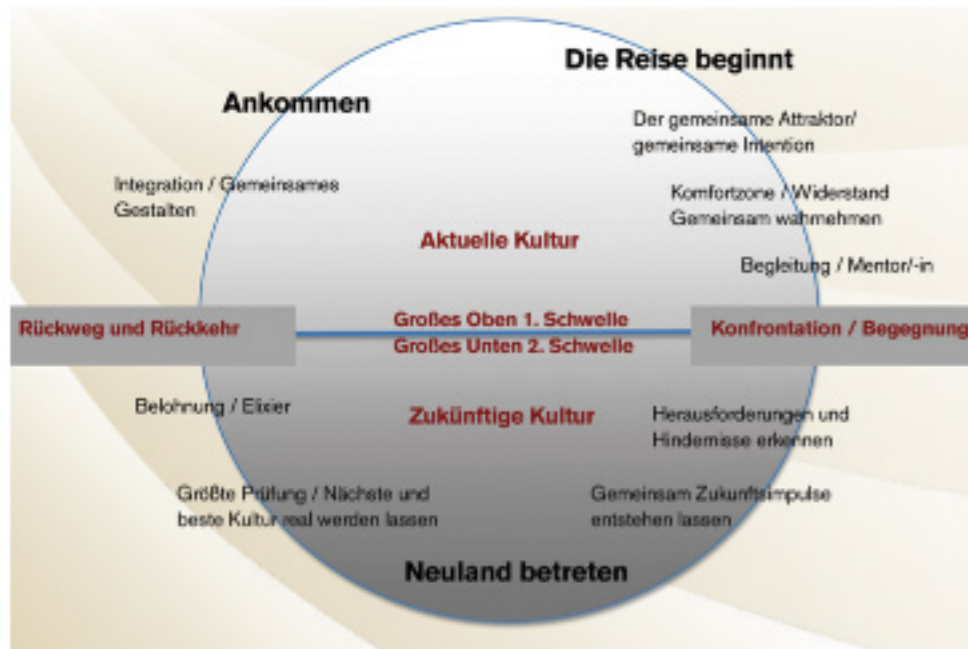 Die Reise beginnt
Ankommen
Der gemeinsame Attraktor/
gemeinsame Intention
Integration / Gemeinsames
Gestalten
Komfortzone / Widerstand
Gemeinsam wahrnehmen
Aktuelle Kultur
Begleitung / Mentor/-in
Rückweg und Rückkehr
Großes Oben 1. Schwelle
Großes Unten 2. Schwelle
Konfrontation / Begegnung
Belohnung / Elixier
Zukünftige Kultur
Herausforderungen und
Hindernisse erkennen
Größte Prüfung / Nächste und
beste Kultur real werden lassen
Gemeinsam Zukunftsimpulse
entstehen lassen
Neuland betreten